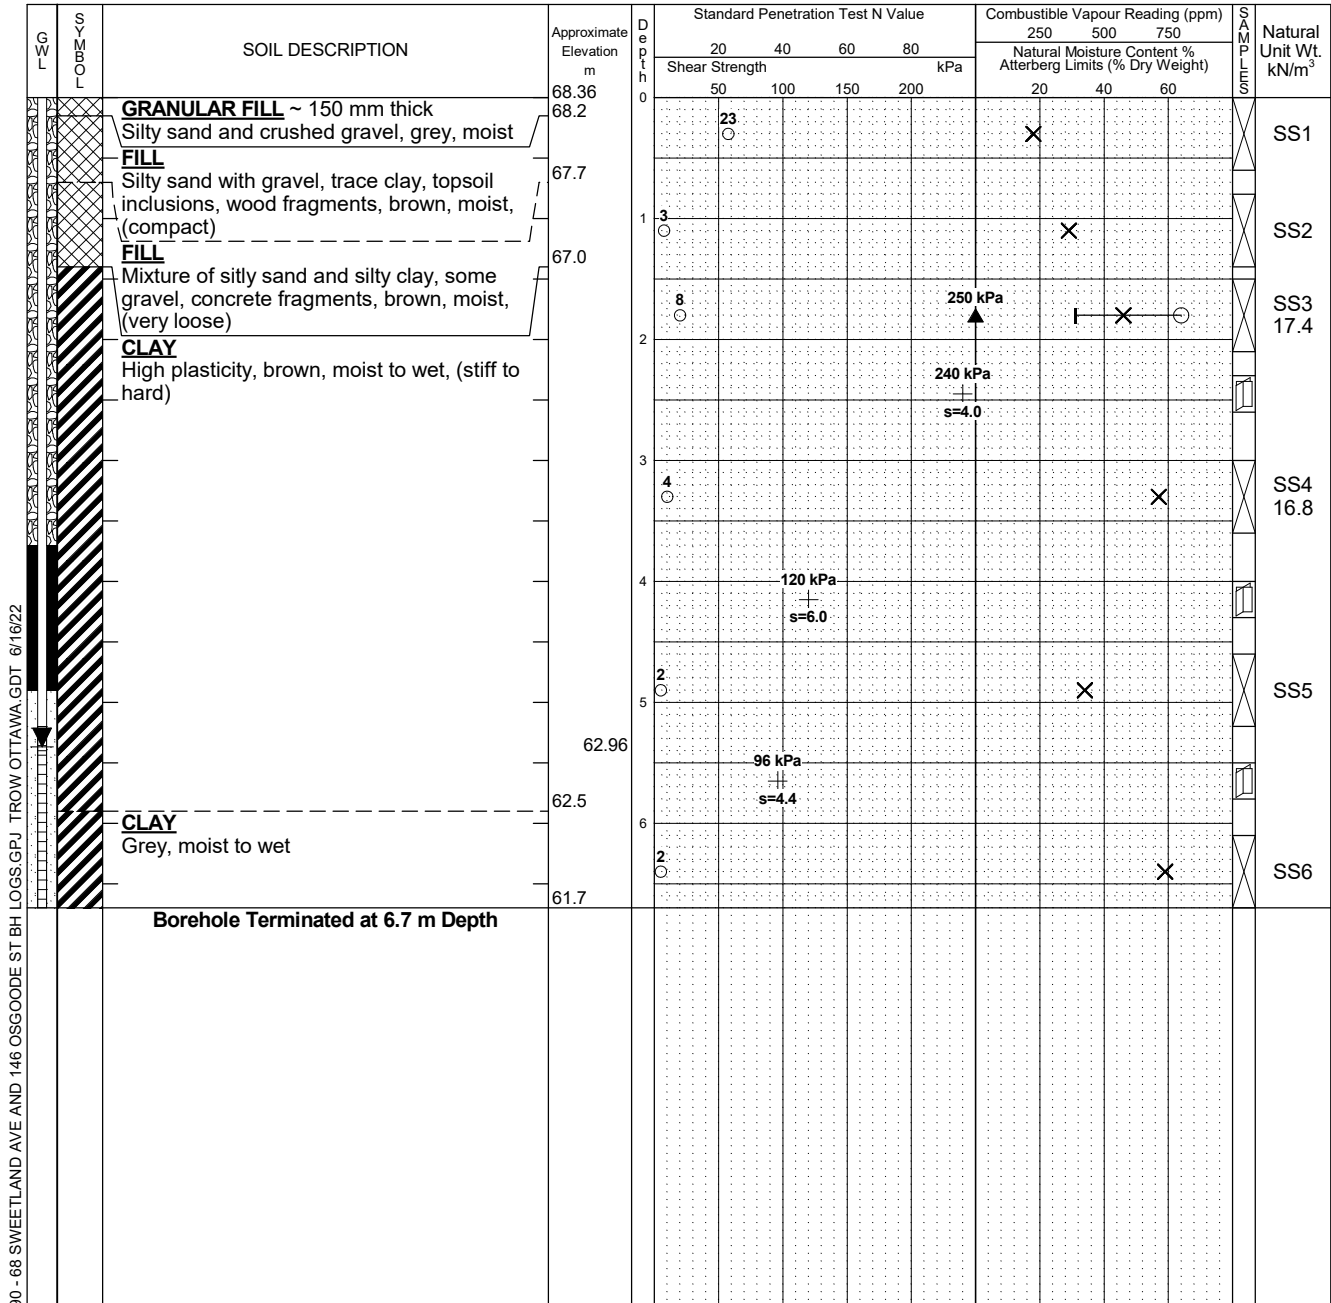 GWL
SYMBOL
SOIL DESCRIPTION
Approximate
Elevation
m
68.36
Depth
Standard Penetration Test N Value
20 40 60 80
Shear Strength kPa
50 100 150 200
Combustible Vapour Reading (ppm)
250 500 750
Natural Moisture Content %
Atterberg Limits (% Dry Weight)
20 40 60
SAMPLES
Natural
Unit Wt.
kN/m³
0
GRANULAR FILL ~ 150 mm thick
68.2
Silty sand and crushed gravel, grey, moist
23
SS1
FILL
67.7
Silty sand with gravel, trace clay, topsoil
inclusions, wood fragments, brown, moist,
(compact)
1
3
SS2
FILL
67.0
Mixture of sitly sand and silty clay, some
gravel, concrete fragments, brown, moist,
(very loose)
8
250 kPa
SS3
17.4
2
CLAY
High plasticity, brown, moist to wet, (stiff to
hard)
240 kPa
s=4.0
3
4
SS4
16.8
4
120 kPa
s=6.0
2
SS5
5
62.96
96 kPa
s=4.4
62.5
6
CLAY
Grey, moist to wet
2
SS6
61.7
Borehole Terminated at 6.7 m Depth
90 - 68 SWEETLAND AVE AND 146 OSGOODE ST BH LOGS.GPJ TROW OTTAWA.GDT 6/16/22